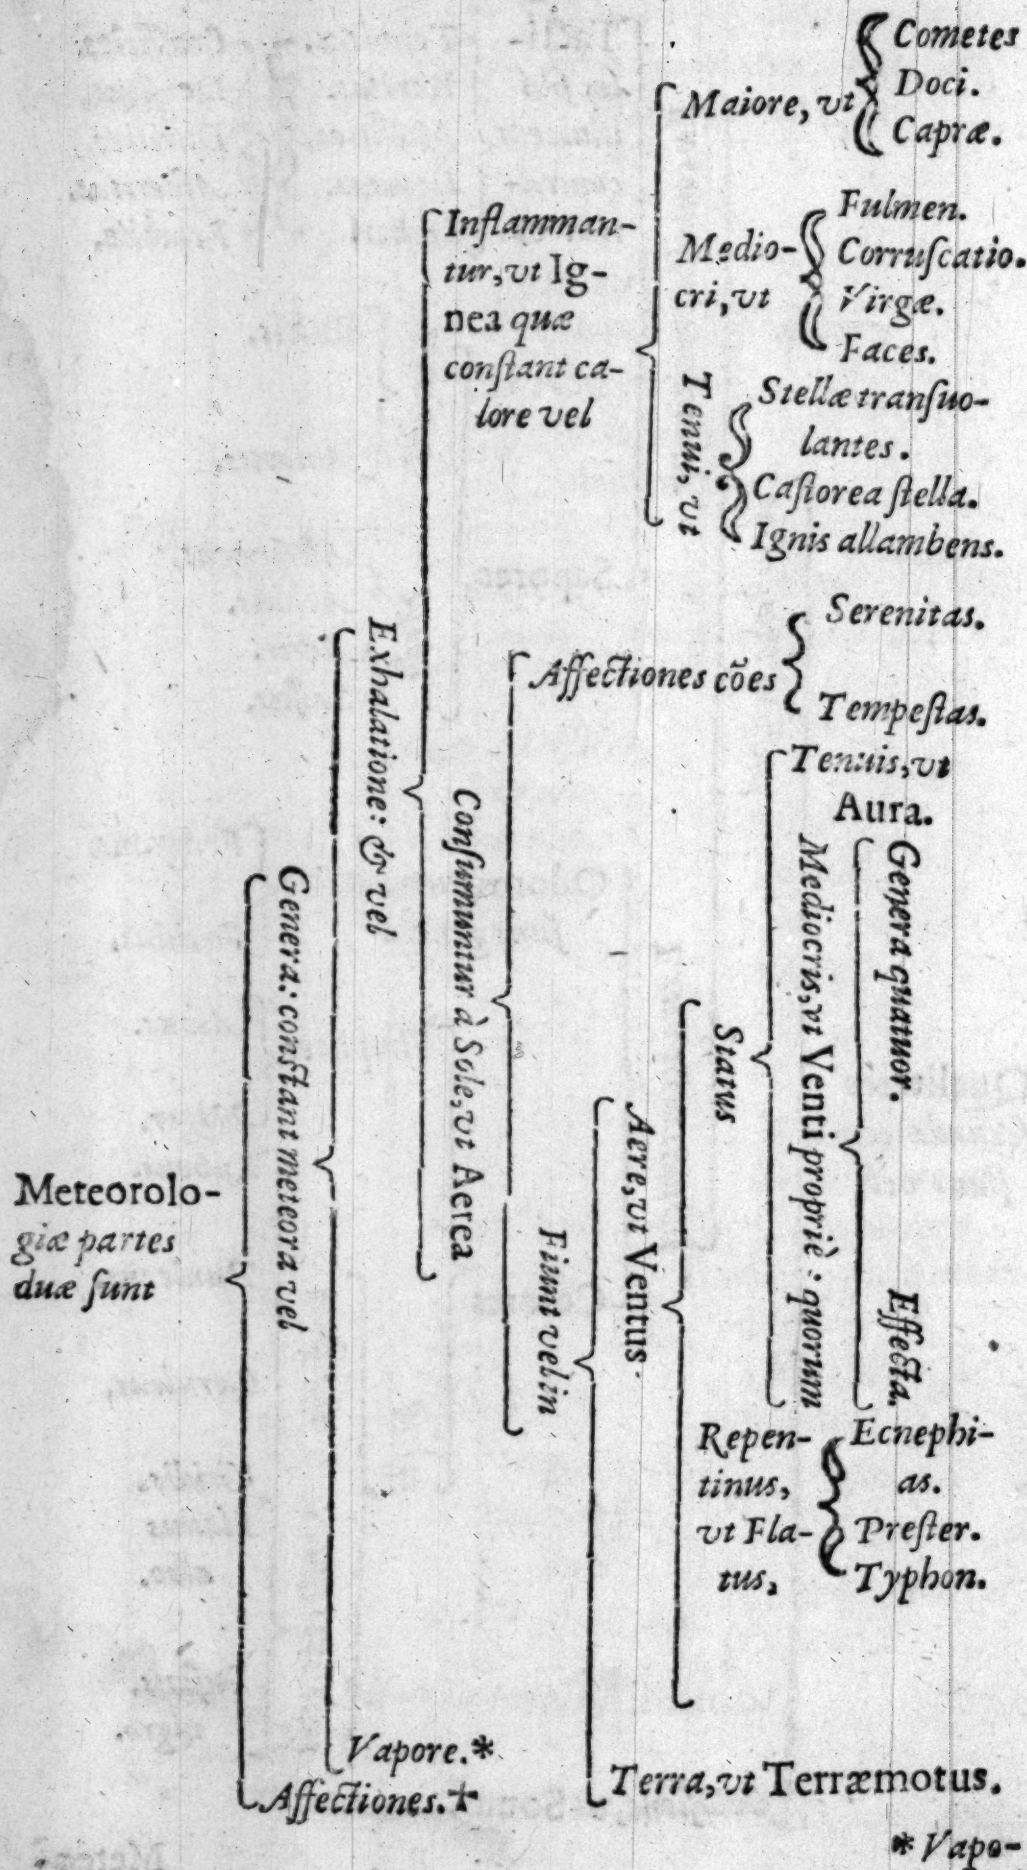 Meteorolo-
giæ partes
duæ ſunt
Genera: conſtant meteora vel
Exhalatione: & vel
Inflamman-
tur, vt Ig-
nea quæ
conſtant ca-
lore vel
Maiore, vt
Cometes
Doci.
Capræ.
Medio-
cri, vt
Fulmen.
Corruſcatio.
Virgæ.
Faces.
Tenui, vt
Stellæ tranſuo-
lantes.
Caſtorea ſtella.
Ignis allambens.
Conſumuntur à Sole, vt Aerea
Affectiones cões
Serenitas.
Tempeſtas.
Fiunt vel in
Aere, vt Ventus.
Status
Tenuis, vt
Aura.
Mediocris, vt Venti propriè: quorum
Genera quatuor.
Effecta.
Repen-
tinus,
vt Fla-
tus,
Ecnephi-
as.
Preſter.
Typhon.
Terra, vt Terræmotus.
Vapore.*
Affectiones.+
* Vapo-